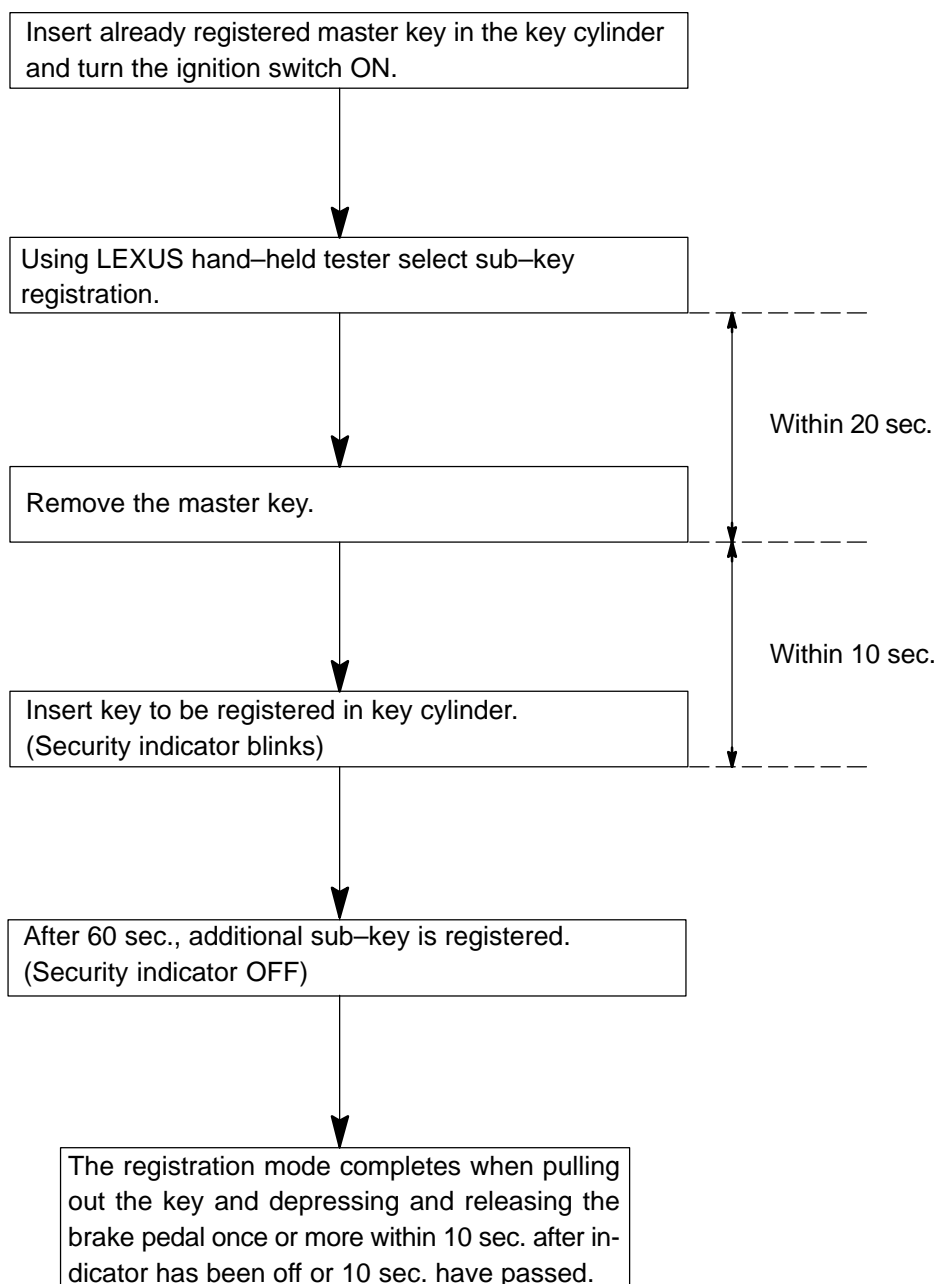 Insert already registered master key in the key cylinder
and turn the ignition switch ON.
Using LEXUS hand–held tester select sub–key
registration.
Within 20 sec.
Remove the master key.
Within 10 sec.
Insert key to be registered in key cylinder.
(Security indicator blinks)
After 60 sec., additional sub–key is registered.
(Security indicator OFF)
The registration mode completes when pulling
out the key and depressing and releasing the
brake pedal once or more within 10 sec. after in-
dicator has been off or 10 sec. have passed.